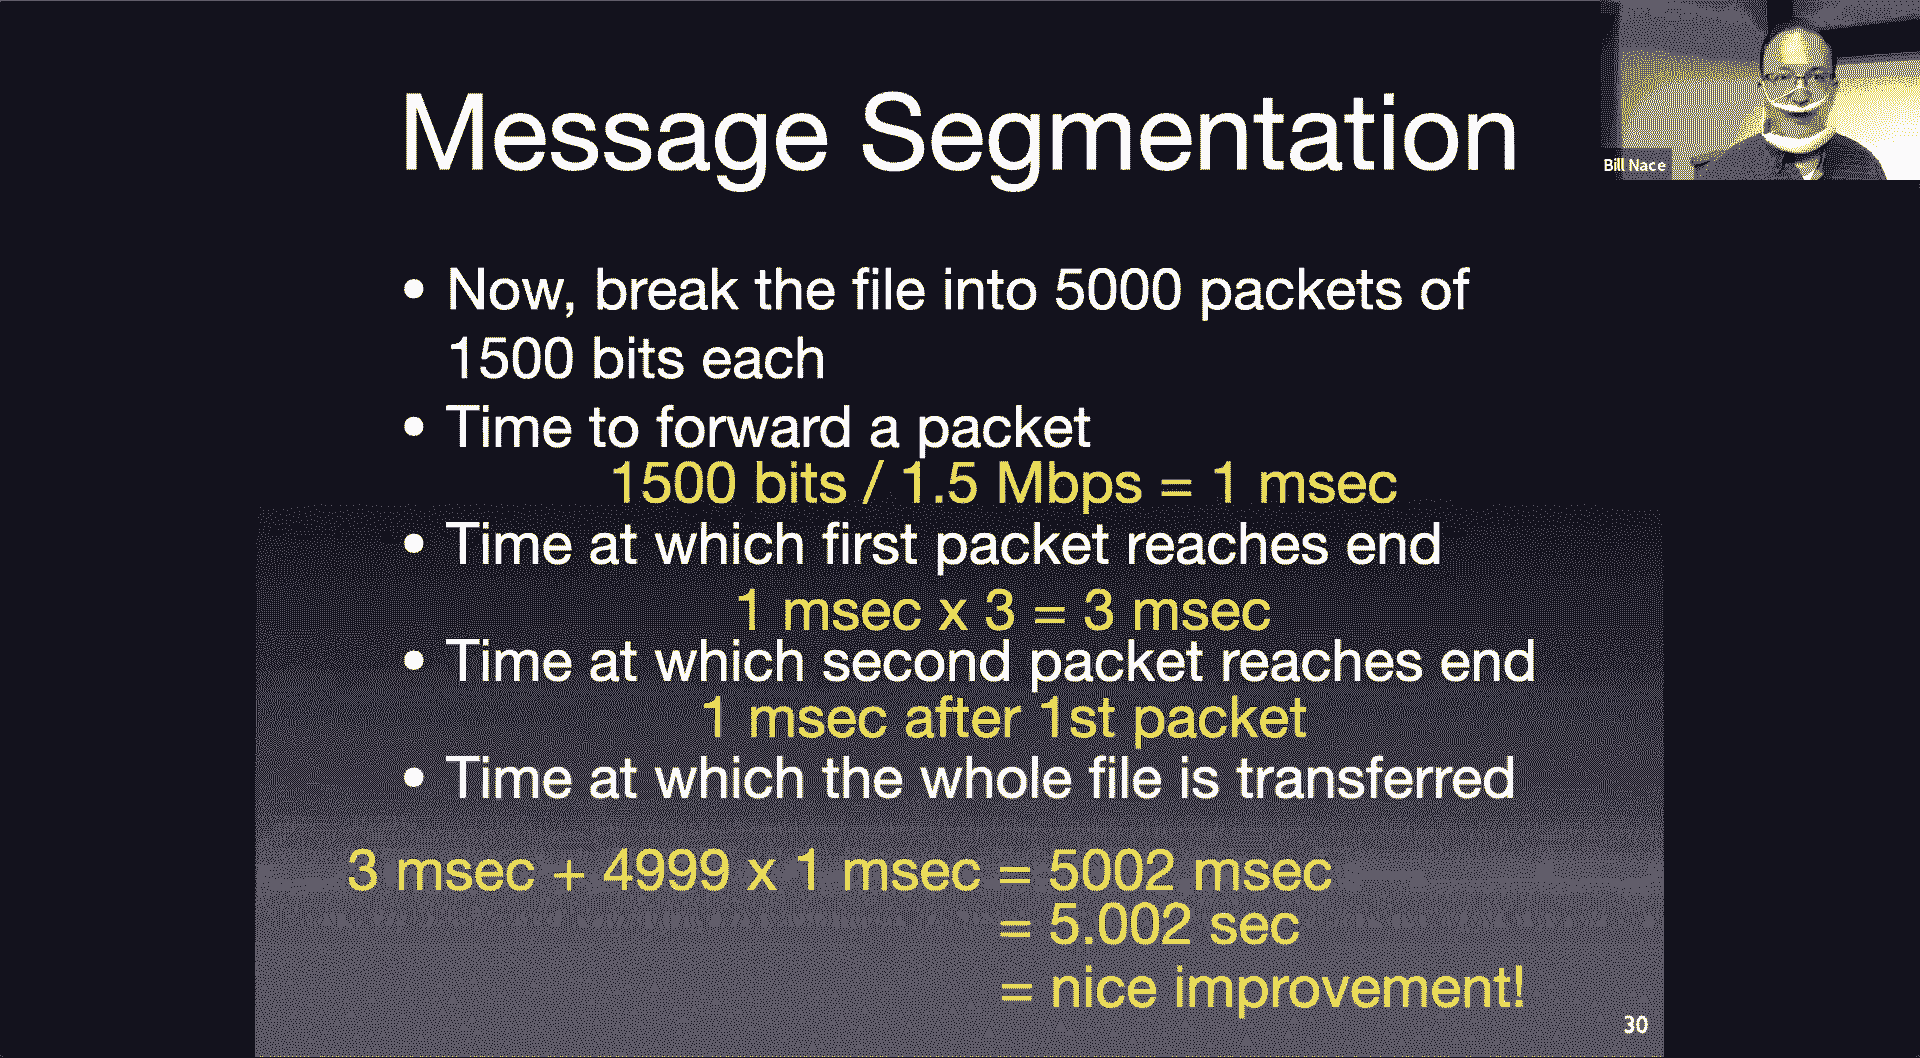 Message Segmentation
Bill Nace
• Now, break the file into 5000 packets of
1500 bits each
• Time to forward a packet
1500 bits / 1.5 Mbps = 1 msec
• Time at which first packet reaches end
1 msec x 3 = 3 msec
• Time at which second packet reaches end
1 msec after 1st packet
• Time at which the whole file is transferred
3 msec + 4999 x 1 msec = 5002 msec
= 5.002 sec
= nice improvement!
30